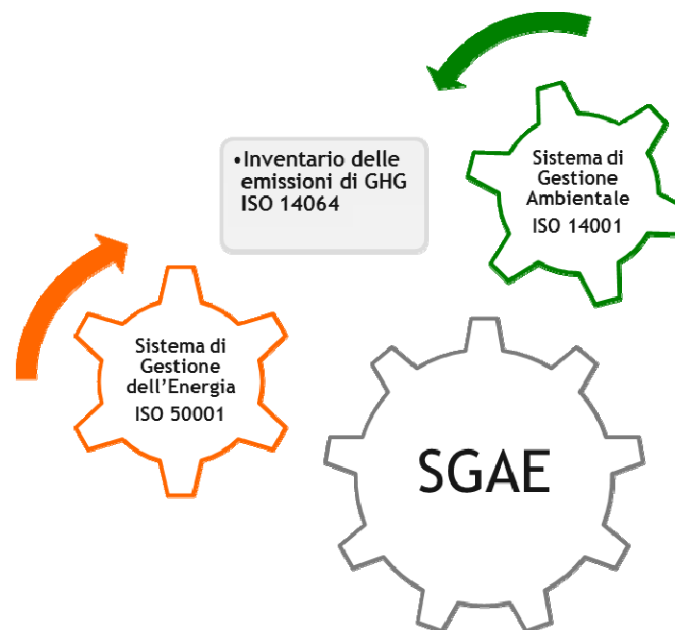 •Inventario delle
emissioni di GHG
ISO 14064
Sistema di
Gestione
Ambientale
ISO 14001
Sistema di
Gestione
dell'Energia
ISO 50001
SGAE